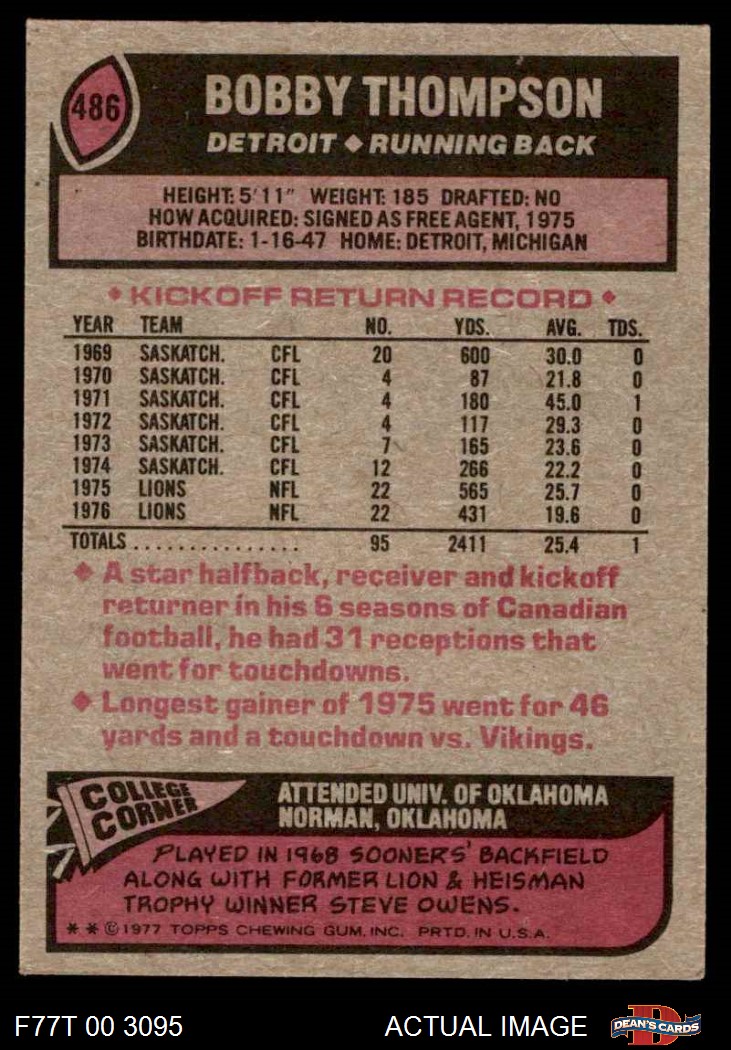 486
BOBBY THOMPSON
DETROIT ◆ RUNNING BACK
HEIGHT: 5'11" WEIGHT: 185 DRAFTED: NO
HOW ACQUIRED: SIGNED AS FREE AGENT, 1975
BIRTHDATE: 1-16-47 HOME: DETROIT, MICHIGAN
◆ KICKOFF RETURN RECORD ◆
YEAR TEAM NO. YDS. AVG. TDS.
1969 SASKATCH. CFL 20 600 30.0 0
1970 SASKATCH. CFL 4 87 21.8 0
1971 SASKATCH. CFL 4 180 45.0 1
1972 SASKATCH. CFL 4 117 29.3 0
1973 SASKATCH. CFL 7 165 23.6 0
1974 SASKATCH. CFL 12 266 22.2 0
1975 LIONS NFL 22 565 25.7 0
1976 LIONS NFL 22 431 19.6 0
TOTALS ................ 95 2411 25.4 1
◆ A star halfback, receiver and kickoff
returner in his 6 seasons of Canadian
football, he had 31 receptions that
went for touchdowns.
◆ Longest gainer of 1975 went for 46
yards and a touchdown vs. Vikings.
COLLEGE
CORNER
ATTENDED UNIV. OF OKLAHOMA
NORMAN, OKLAHOMA
PLAYED IN 1968 SOONERS' BACKFIELD
ALONG WITH FORMER LION & HEISMAN
TROPHY WINNER STEVE OWENS.
* * © 1977 TOPPS CHEWING GUM, INC. PRTD. IN U.S.A.
F77T 00 3095 ACTUAL IMAGE
D
DEAN'S CARDS